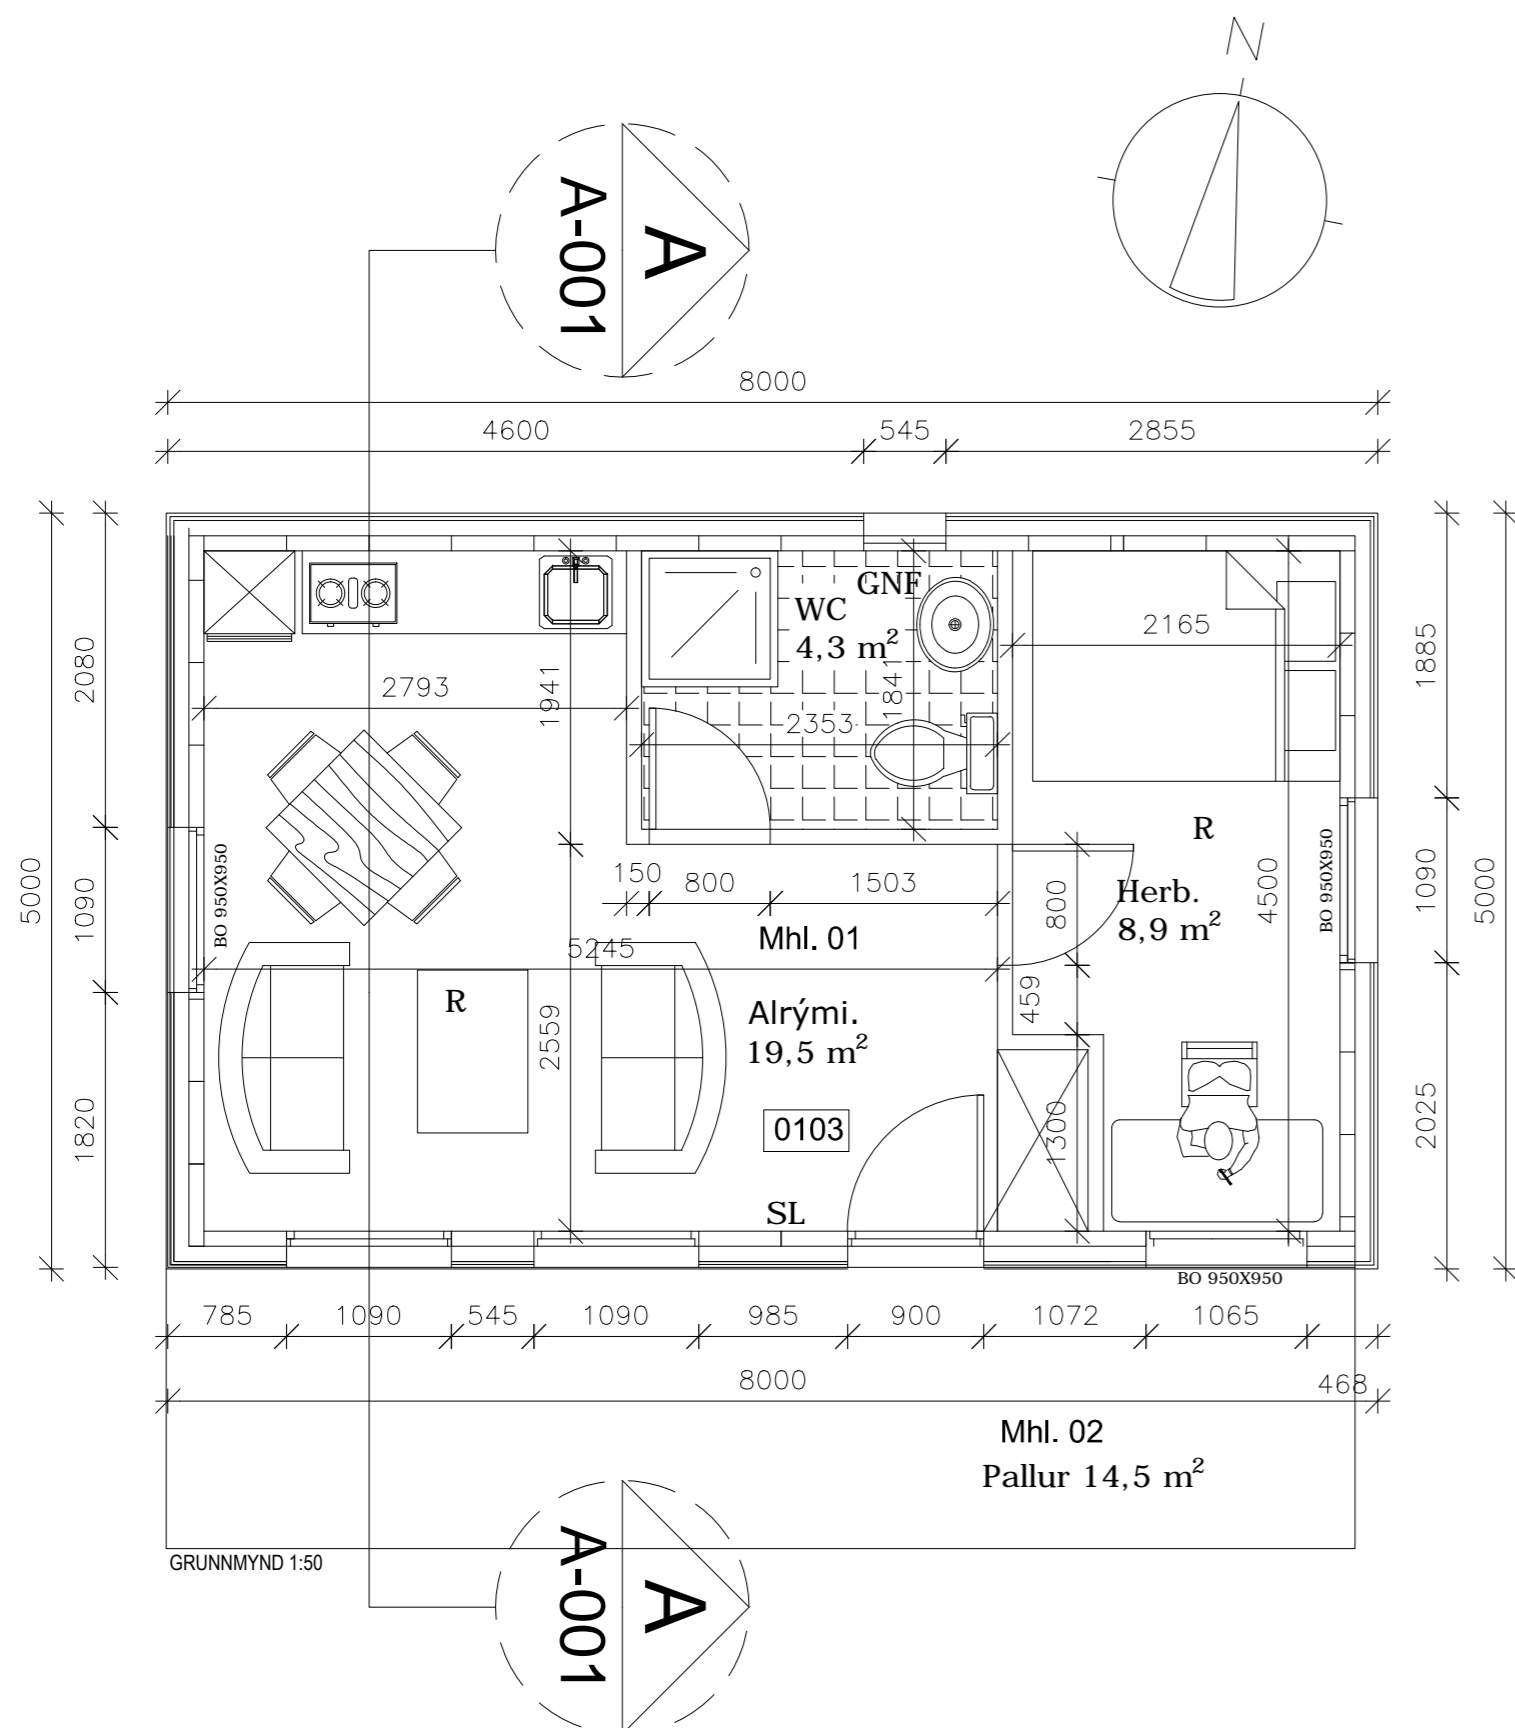 N
A
A-001
8000
4600
545
2855
5000
2080
1090
1820
1885
1090
2025
5000
GNF
WC
4,3 m²
1841
2165
2793
1941
2353
R
150
800
1503
800
Herb.
8,9 m²
4500
BO 950X950
BO 950X950
Mhl. 01
5245
R
2559
459
Alrými.
19,5 m²
0103
1300
SL
BO 950X950
785
1090
545
1090
985
900
1072
1065
8000
468
Mhl. 02
Pallur 14,5 m²
GRUNNMYND 1:50
A
A-001